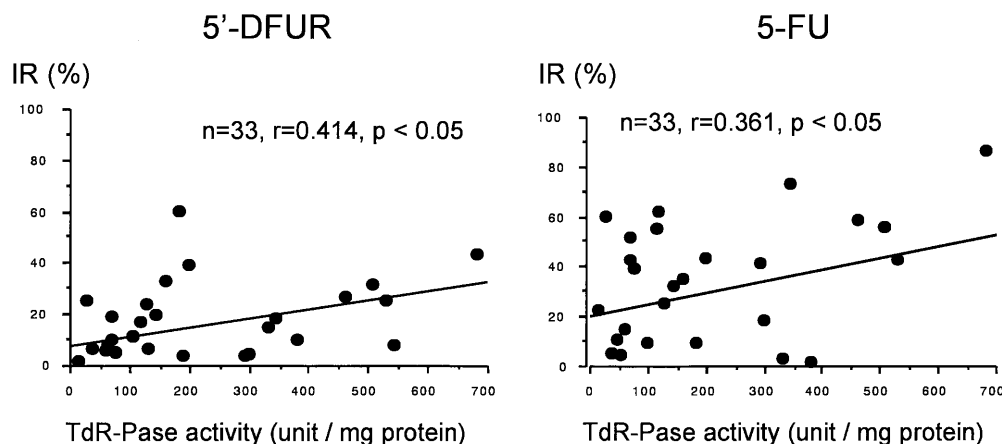 5'-DFUR
IR (%)
n=33, r=0.414, p < 0.05
100
80
60
40
20
0
0 100 200 300 400 500 600 700
TdR-Pase activity (unit / mg protein)
5-FU
IR (%)
n=33, r=0.361, p < 0.05
100
80
60
40
20
0
0 100 200 300 400 500 600 700
TdR-Pase activity (unit / mg protein)